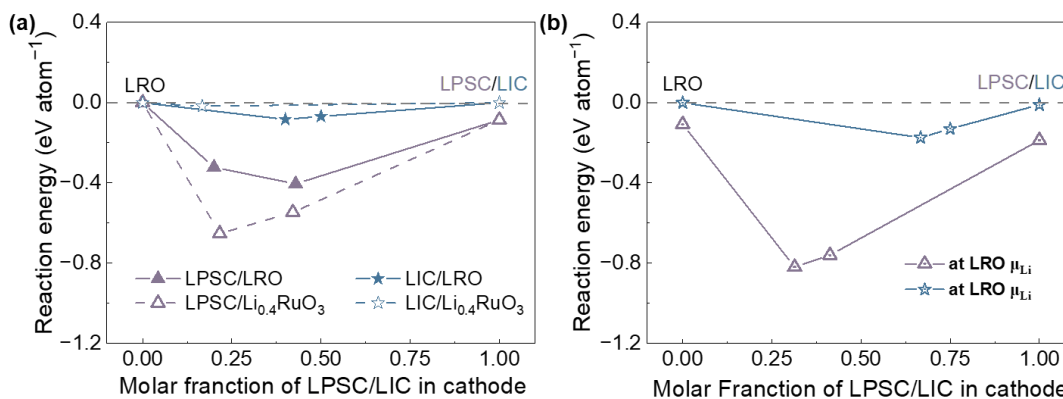 (a)
Reaction energy (eV atom⁻¹)
0.4
0.0
−0.4
−0.8
−1.2
LRO
LPSC/LIC
LPSC/LRO
LIC/LRO
LPSC/Li₀.₄RuO₃
LIC/Li₀.₄RuO₃
0.00 0.25 0.50 0.75 1.00
Molar franction of LPSC/LIC in cathode
(b)
Reaction energy (eV atom⁻¹)
0.4
0.0
−0.4
−0.8
−1.2
LRO
LPSC/LIC
at LRO μLi
at LRO μLi
0.00 0.25 0.50 0.75 1.00
Molar Franction of LPSC/LIC in cathode